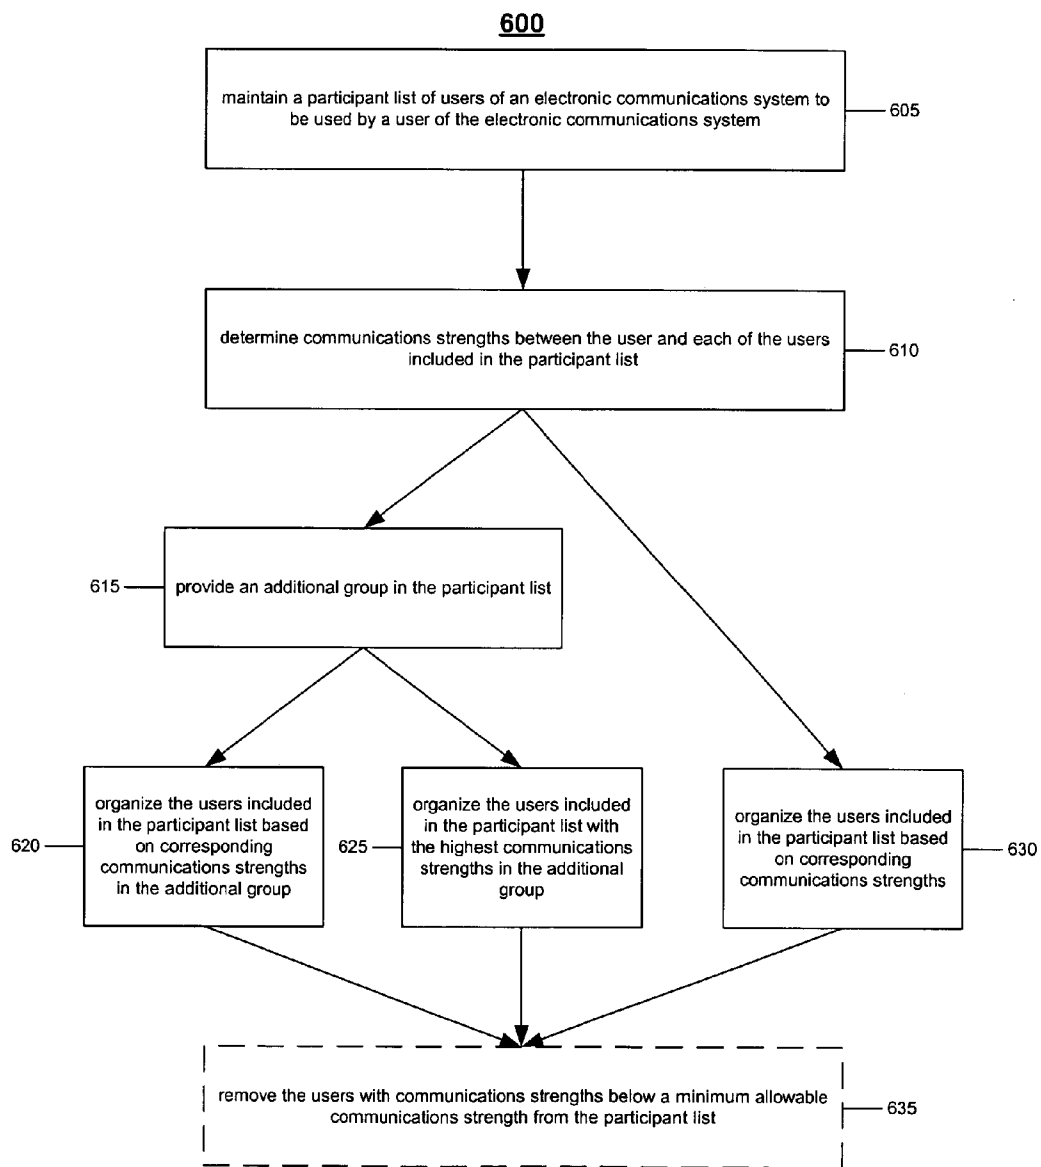 600
maintain a participant list of users of an electronic communications system to
be used by a user of the electronic communications system
605
determine communications strengths between the user and each of the users
included in the participant list
610
615
provide an additional group in the participant list
620
organize the users included
in the participant list based
on corresponding
communications strengths
in the additional group
625
organize the users included
in the participant list with
the highest communications
strengths in the additional
group
organize the users included
in the participant list based
on corresponding
communications strengths
630
remove the users with communications strengths below a minimum allowable
communications strength from the participant list
635